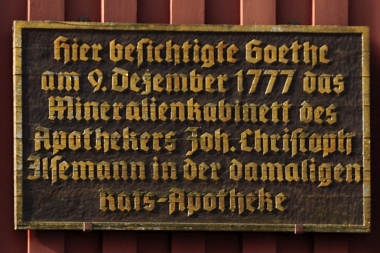 Hier besichtigte Goethe
am 9. Dezember 1777 das
Mineralienkabinett des
Apothekers Joh. Christoph
Ilsemann in der damaligen
Rats-Apotheke